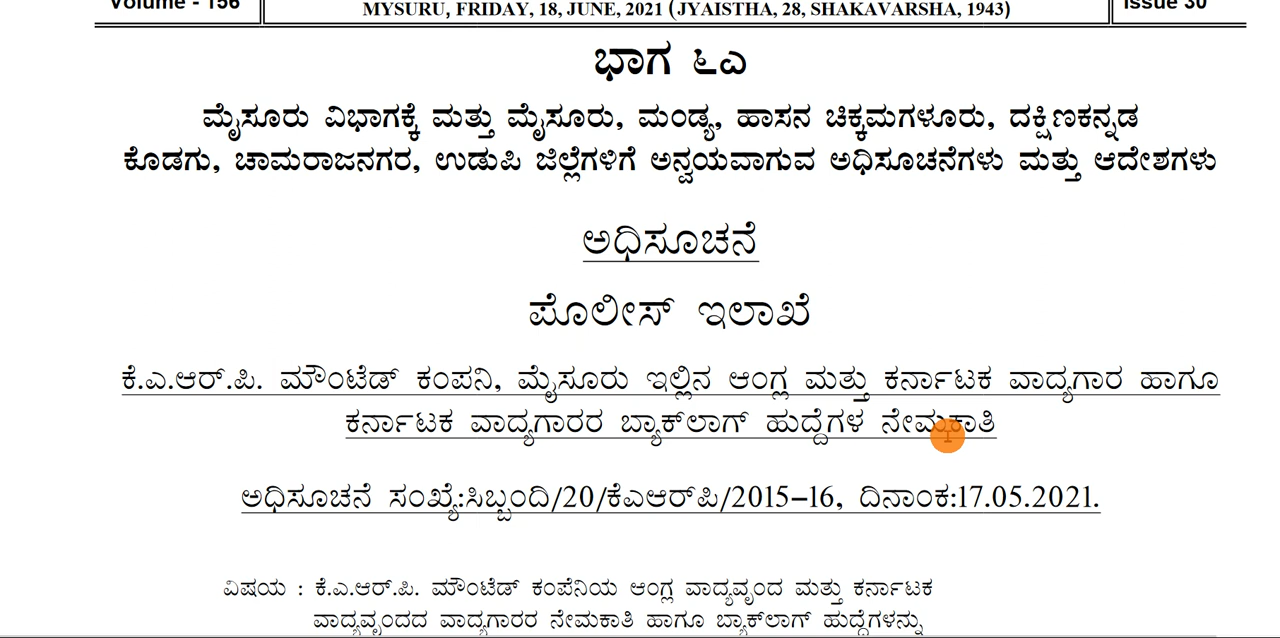 Volume - 156
MYSURU, FRIDAY, 18, JUNE, 2021 (JYAISTHA, 28, SHAKAVARSHA, 1943)
Issue 30
ಭಾಗ ೬ಎ
ಮೈಸೂರು ವಿಭಾಗಕ್ಕೆ ಮತ್ತು ಮೈಸೂರು, ಮಂಡ್ಯ, ಹಾಸನ ಚಿಕ್ಕಮಗಳೂರು, ದಕ್ಷಿಣಕನ್ನಡ
ಕೊಡಗು, ಚಾಮರಾಜನಗರ, ಉಡುಪಿ ಜಿಲ್ಲೆಗಳಿಗೆ ಅನ್ವಯವಾಗುವ ಅಧಿಸೂಚನೆಗಳು ಮತ್ತು ಆದೇಶಗಳು
ಅಧಿಸೂಚನೆ
ಪೊಲೀಸ್ ಇಲಾಖೆ
ಕೆ.ಎ.ಆರ್.ಪಿ. ಮೌಂಟೆಡ್ ಕಂಪನಿ, ಮೈಸೂರು ಇಲ್ಲಿನ ಆಂಗ್ಲ ಮತ್ತು ಕರ್ನಾಟಕ ವಾದ್ಯಗಾರ ಹಾಗೂ
ಕರ್ನಾಟಕ ವಾದ್ಯಗಾರರ ಬ್ಯಾಕ್‌ಲಾಗ್ ಹುದ್ದೆಗಳ ನೇಮಕಾತಿ
ಅಧಿಸೂಚನೆ ಸಂಖ್ಯೆ:ಸಿಬ್ಬಂದಿ/20/ಕೆಎಆರ್‌ಪಿ/2015–16, ದಿನಾಂಕ:17.05.2021.
ವಿಷಯ : ಕೆ.ಎ.ಆರ್.ಪಿ. ಮೌಂಟೆಡ್ ಕಂಪೆನಿಯ ಆಂಗ್ಲ ವಾದ್ಯವೃಂದ ಮತ್ತು ಕರ್ನಾಟಕ
ವಾದ್ಯವೃಂದದ ವಾದ್ಯಗಾರರ ನೇಮಕಾತಿ ಹಾಗೂ ಬ್ಯಾಕ್‌ಲಾಗ್ ಹುದ್ದೆಗಳನ್ನು